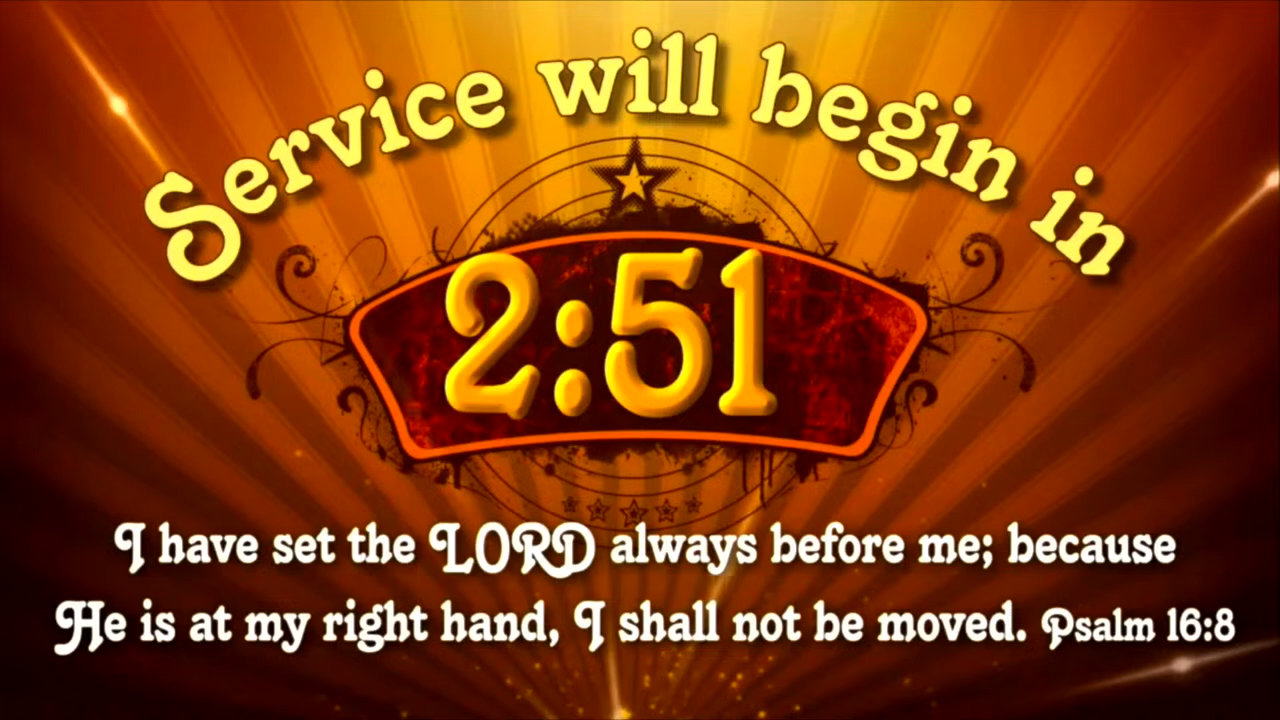 Service will begin in
2:51
I have set the LORD always before me; because
He is at my right hand, I shall not be moved. Psalm 16:8